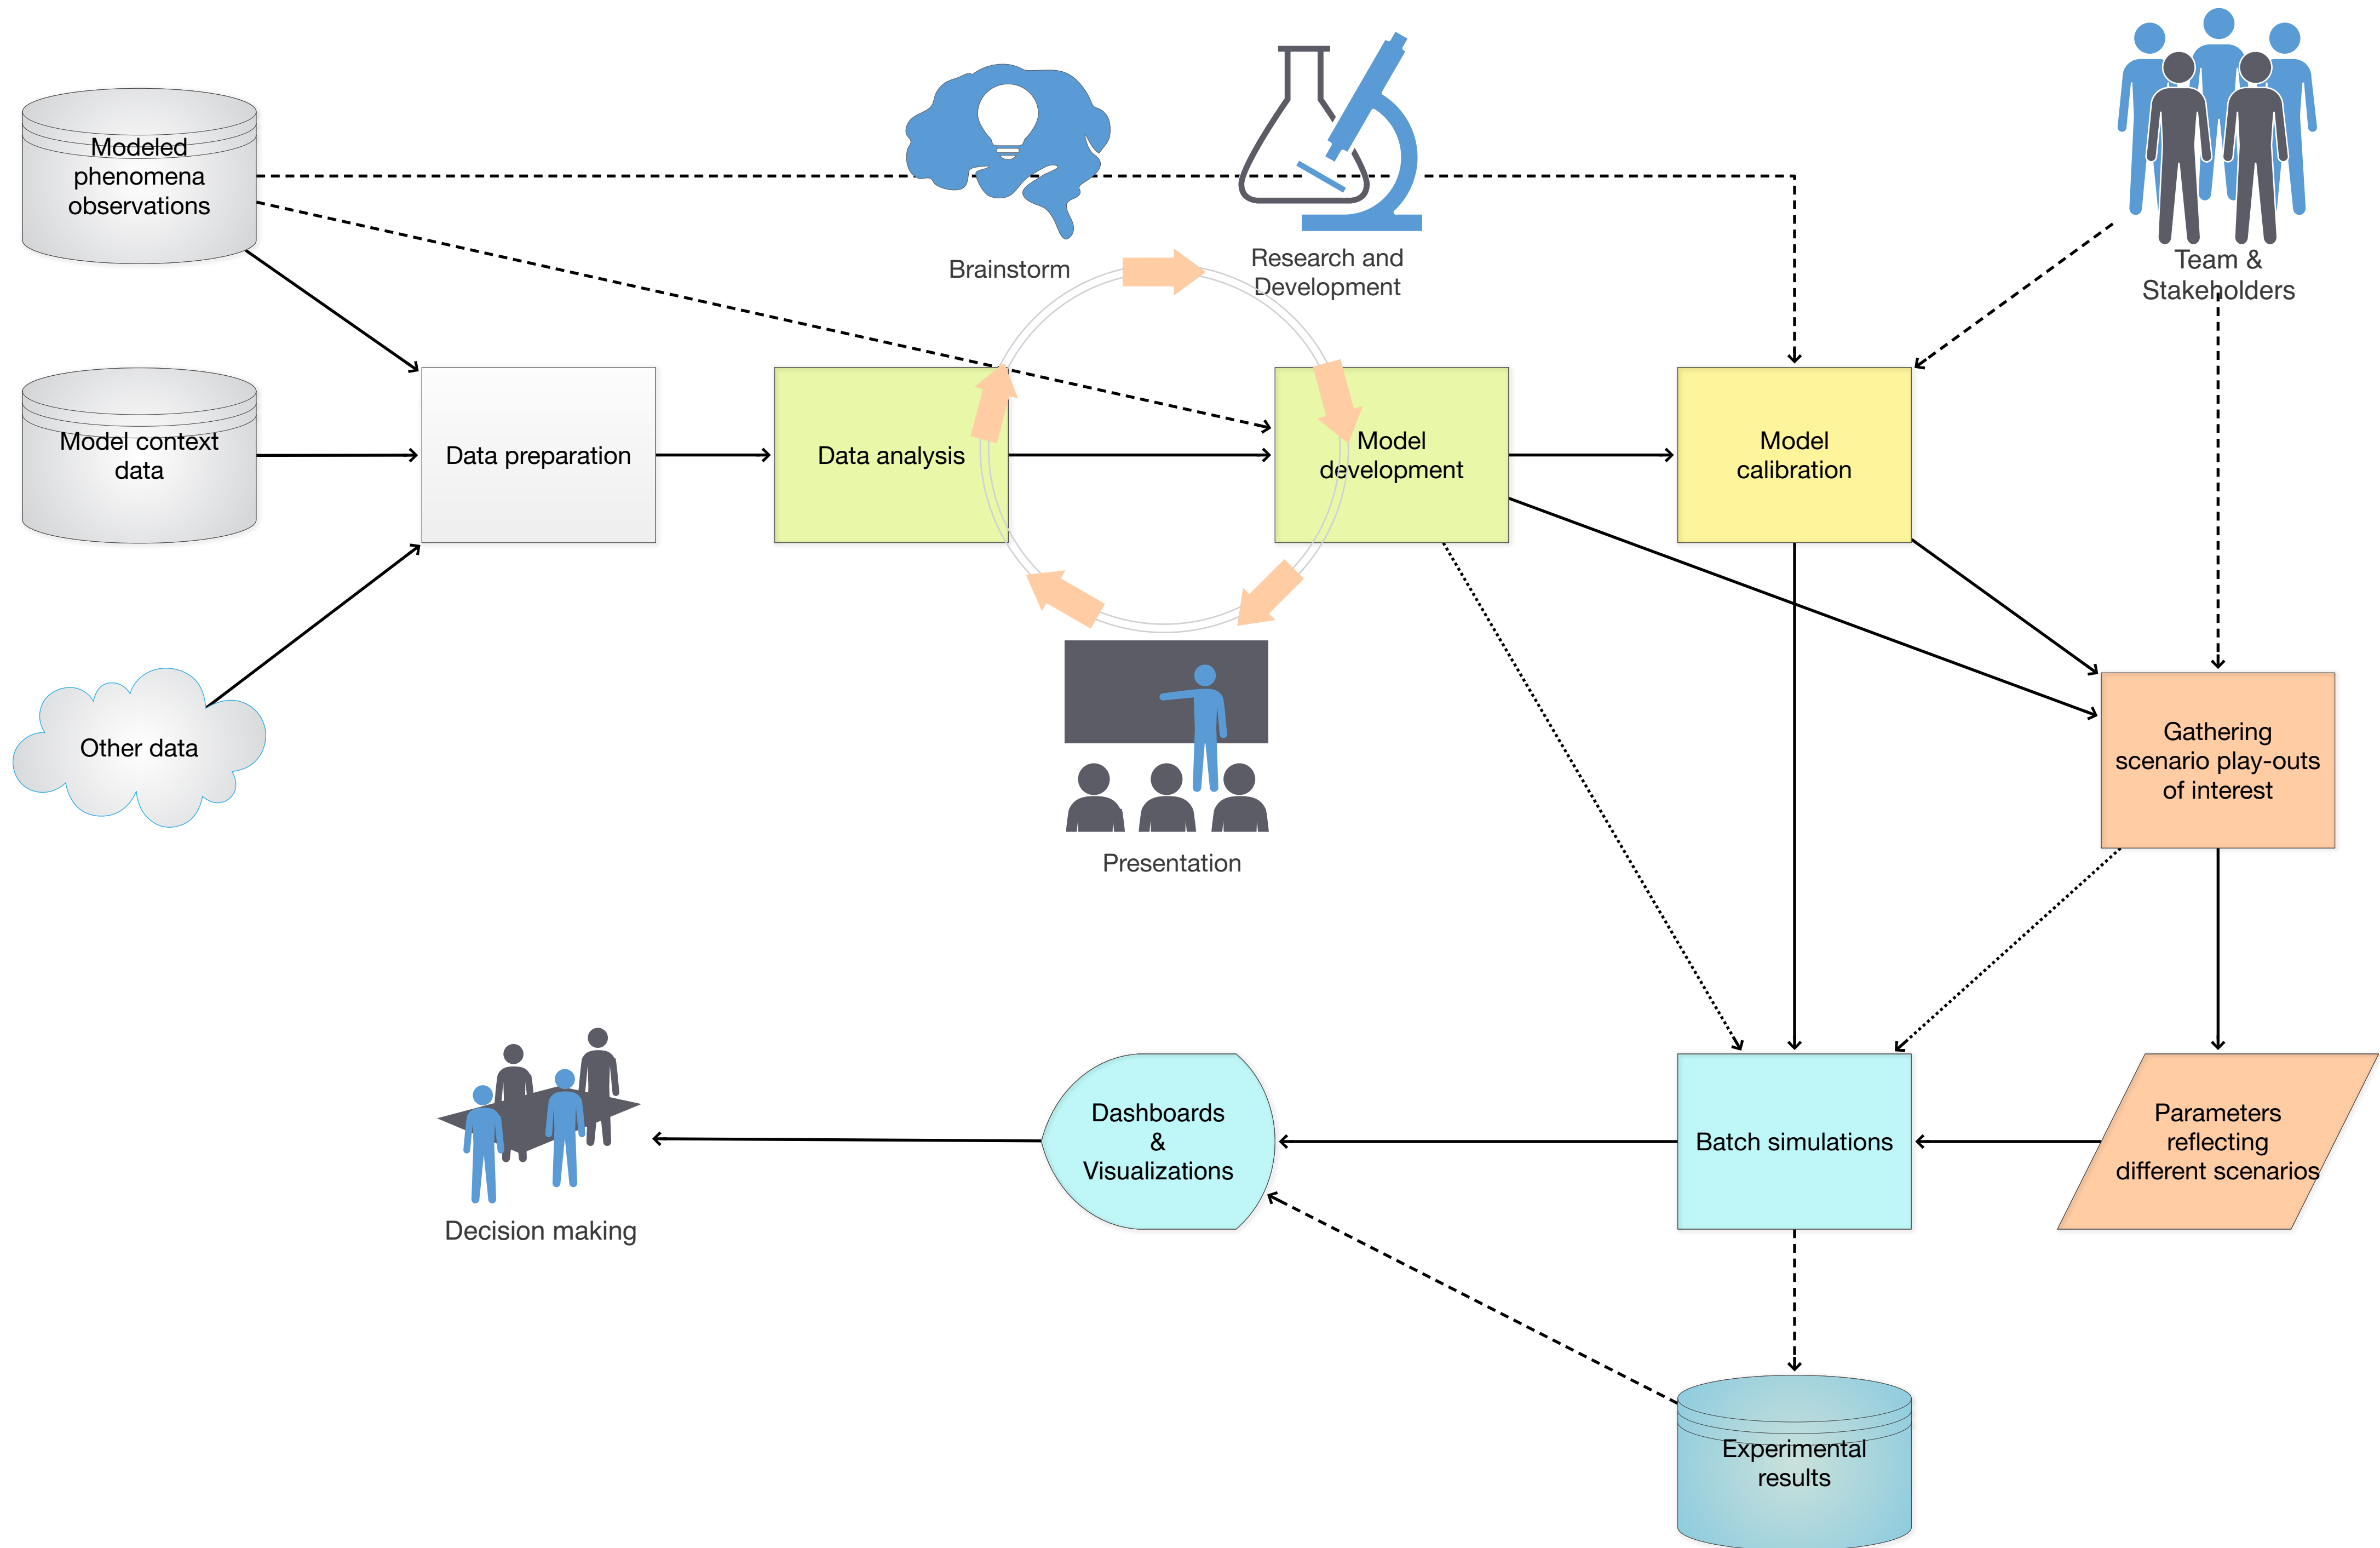 Modeled
phenomena
observations
Brainstorm
Research and
Development
Team &
Stakeholders
Model context
data
Data preparation
Data analysis
Model
development
Model
calibration
Other data
Gathering
scenario play-outs
of interest
Presentation
Decision making
Dashboards
&
Visualizations
Batch simulations
Parameters
reflecting
different scenarios
Experimental
results